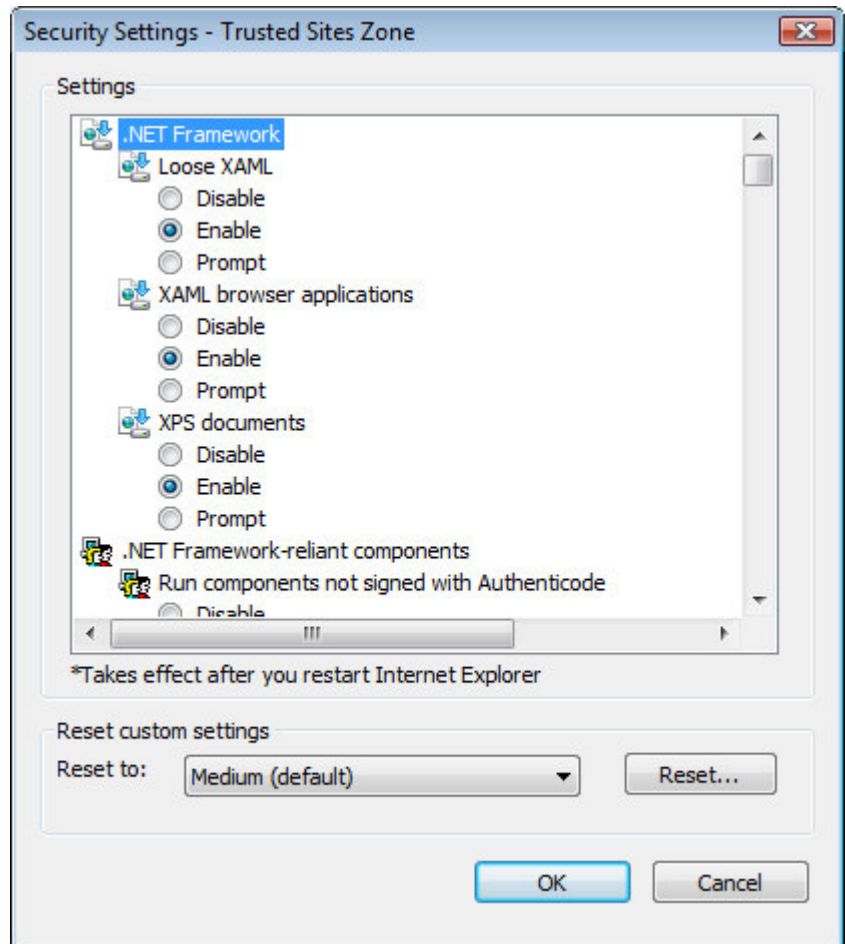 Security Settings - Trusted Sites Zone
Settings
.NET Framework
Loose XAML
Disable
Enable
Prompt
XAML browser applications
Disable
Enable
Prompt
XPS documents
Disable
Enable
Prompt
.NET Framework-reliant components
Run components not signed with Authenticode
Disable
*Takes effect after you restart Internet Explorer
Reset custom settings
Reset to: Medium (default) Reset...
OK Cancel